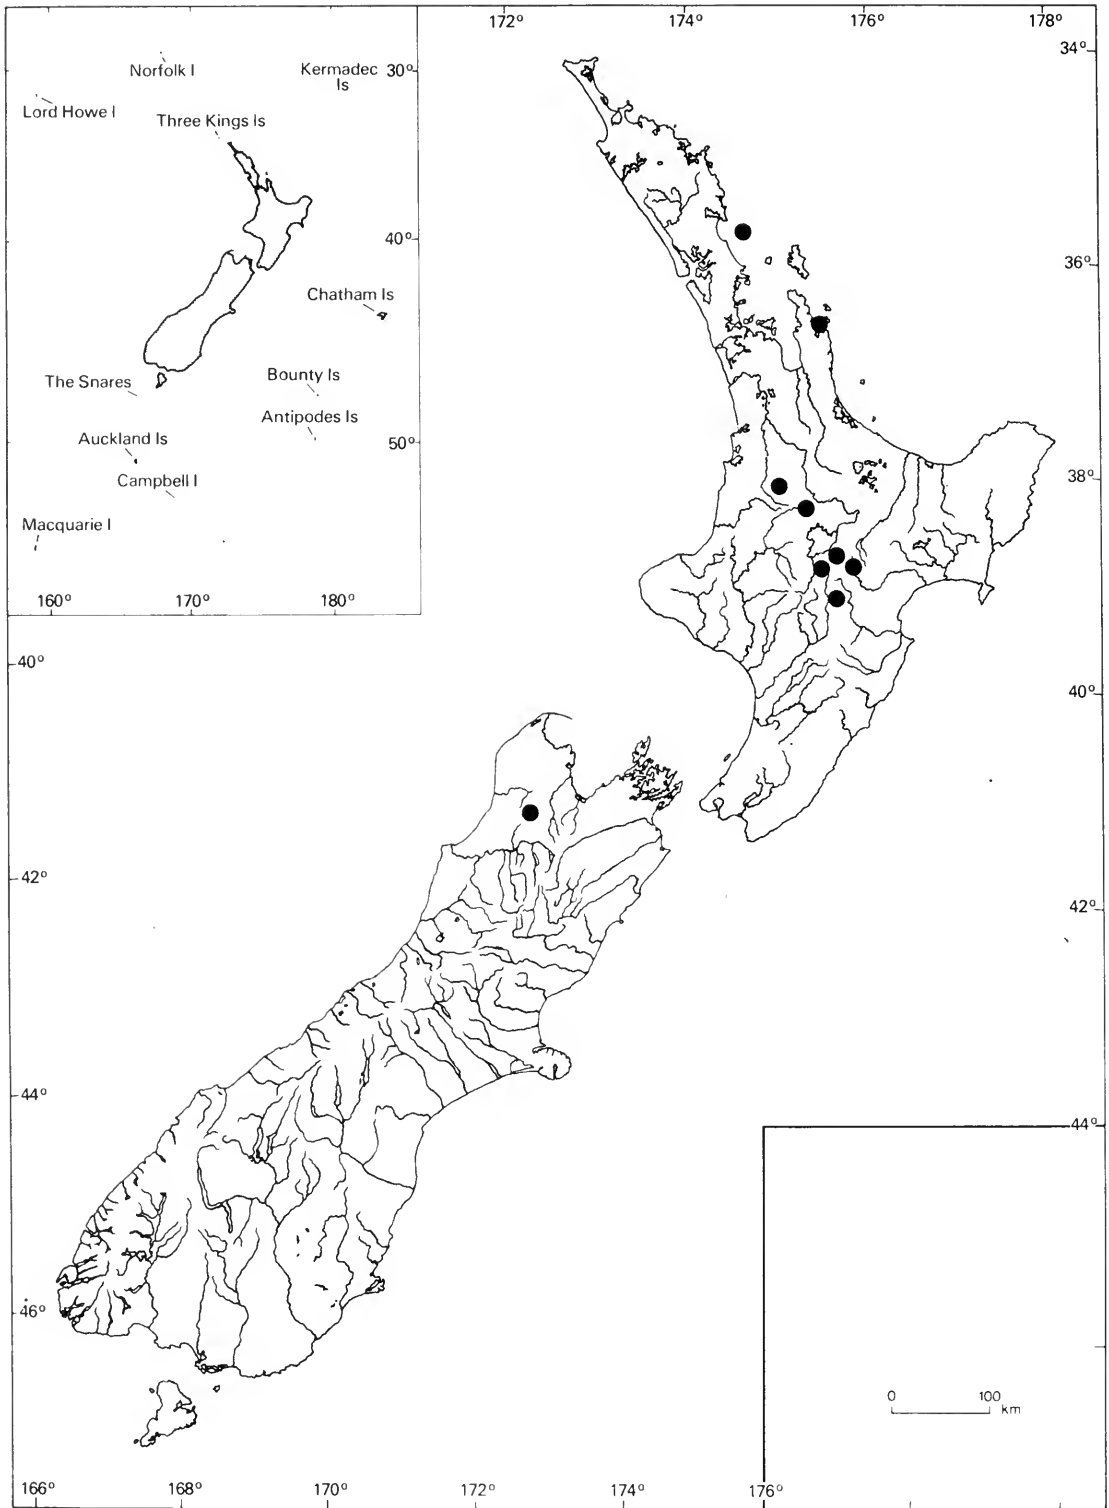 172° 174° 176° 178°
34°
Norfolk I
Kermadec
Is
30°
Lord Howe I
Three Kings Is
40°
36°
Chatham Is
The Snares
Bounty Is
Antipodes Is
Auckland Is
50°
Campbell I
38°
Macquarie I
160° 170° 180°
40°
40°
42°
42°
44°
44°
46°
0 100
km
166° 168° 170° 172° 174° 176°